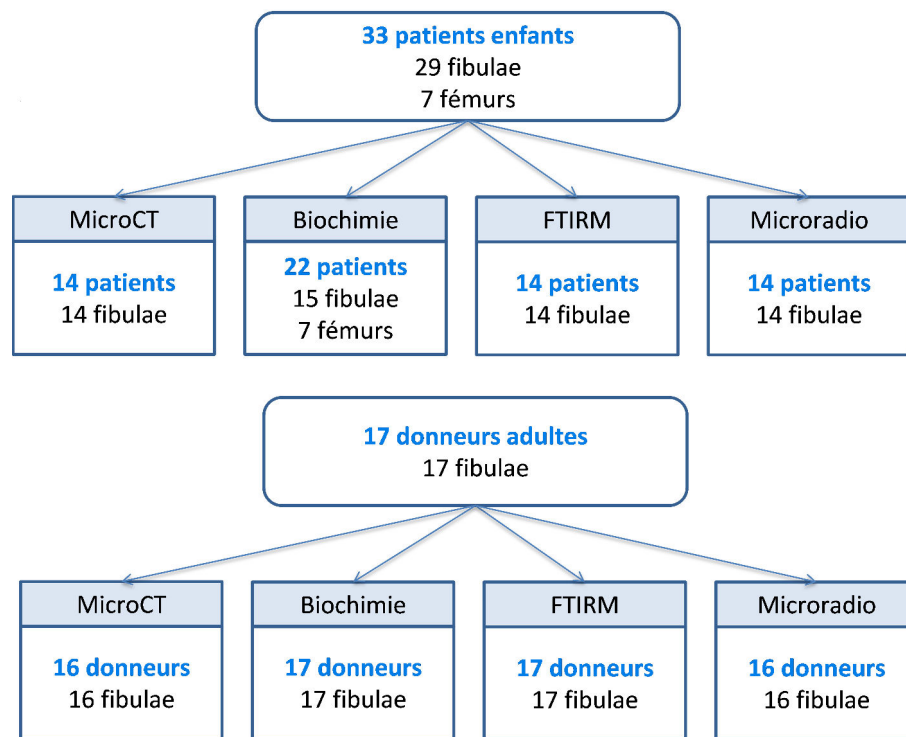 33 patients enfants
29 fibulae
7 fémurs
MicroCT
14 patients
14 fibulae
Biochimie
22 patients
15 fibulae
7 fémurs
FTIRM
14 patients
14 fibulae
Microradio
14 patients
14 fibulae
17 donneurs adultes
17 fibulae
MicroCT
16 donneurs
16 fibulae
Biochimie
17 donneurs
17 fibulae
FTIRM
17 donneurs
17 fibulae
Microradio
16 donneurs
16 fibulae